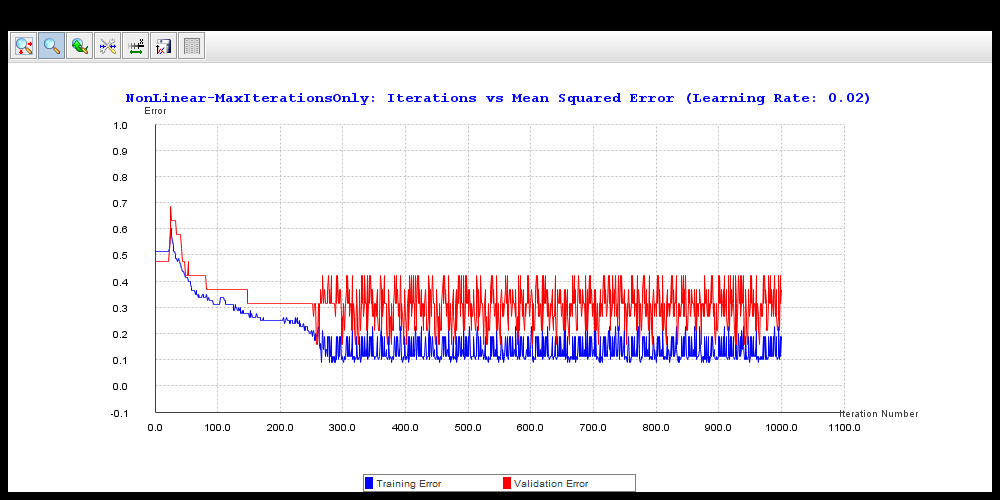 NonLinear-MaxIterationsOnly: Iterations vs Mean Squared Error (Learning Rate: 0.02)
Error
1.0
0.9
0.8
0.7
0.6
0.5
0.4
0.3
0.2
0.1
0.0
-0.1
Iteration Number
0.0 100.0 200.0 300.0 400.0 500.0 600.0 700.0 800.0 900.0 1000.0 1100.0
Training Error Validation Error